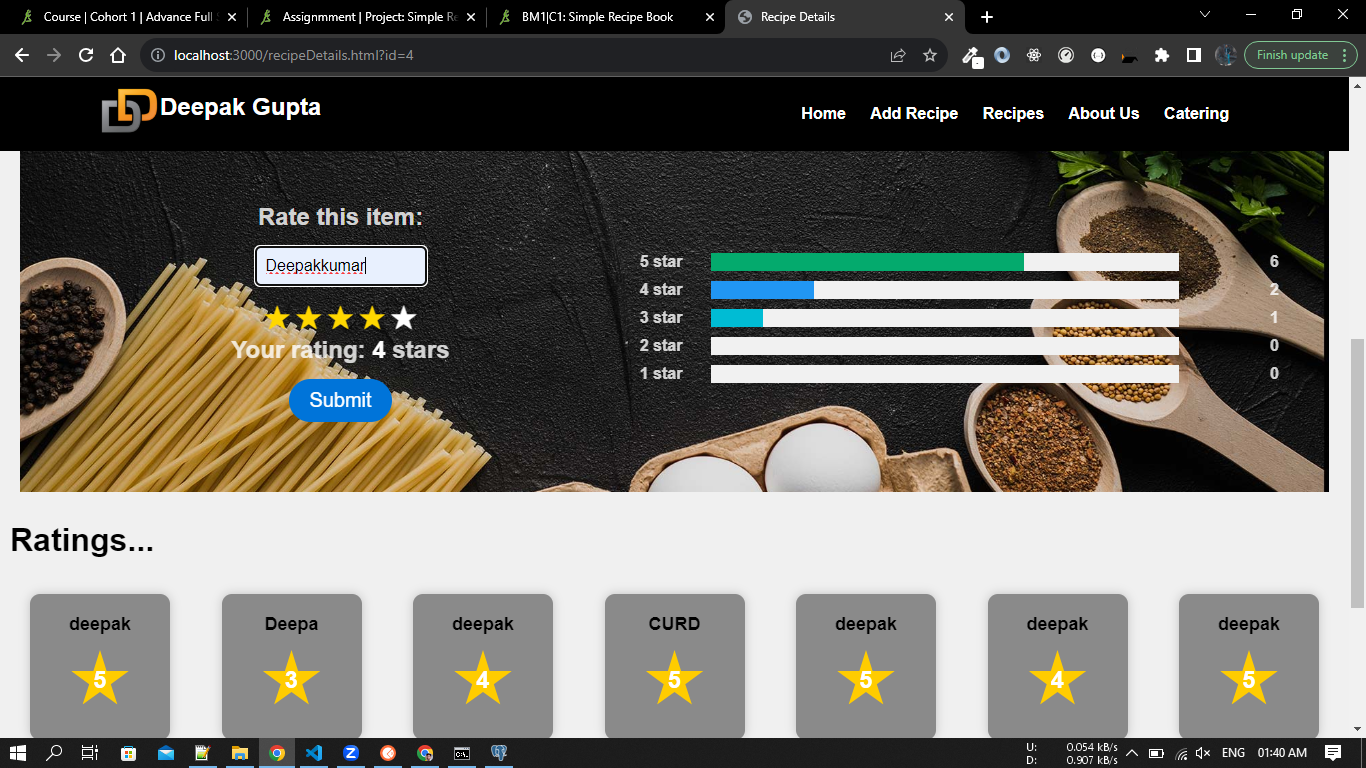 Course | Cohort 1 | Advance Full S
Assignmment | Project: Simple Re
BM1|C1: Simple Recipe Book
Recipe Details
localhost:3000/recipeDetails.html?id=4
Finish update
Deepak Gupta
Home
Add Recipe
Recipes
About Us
Catering
Rate this item:
Deepakkumar
Your rating: 4 stars
Submit
5 star 6
4 star 2
3 star 1
2 star 0
1 star 0
Ratings...
deepak
5
Deepa
3
deepak
4
CURD
5
deepak
5
deepak
4
deepak
5
U: 0.054 kB/s
D: 0.907 kB/s
ENG
01:40 AM